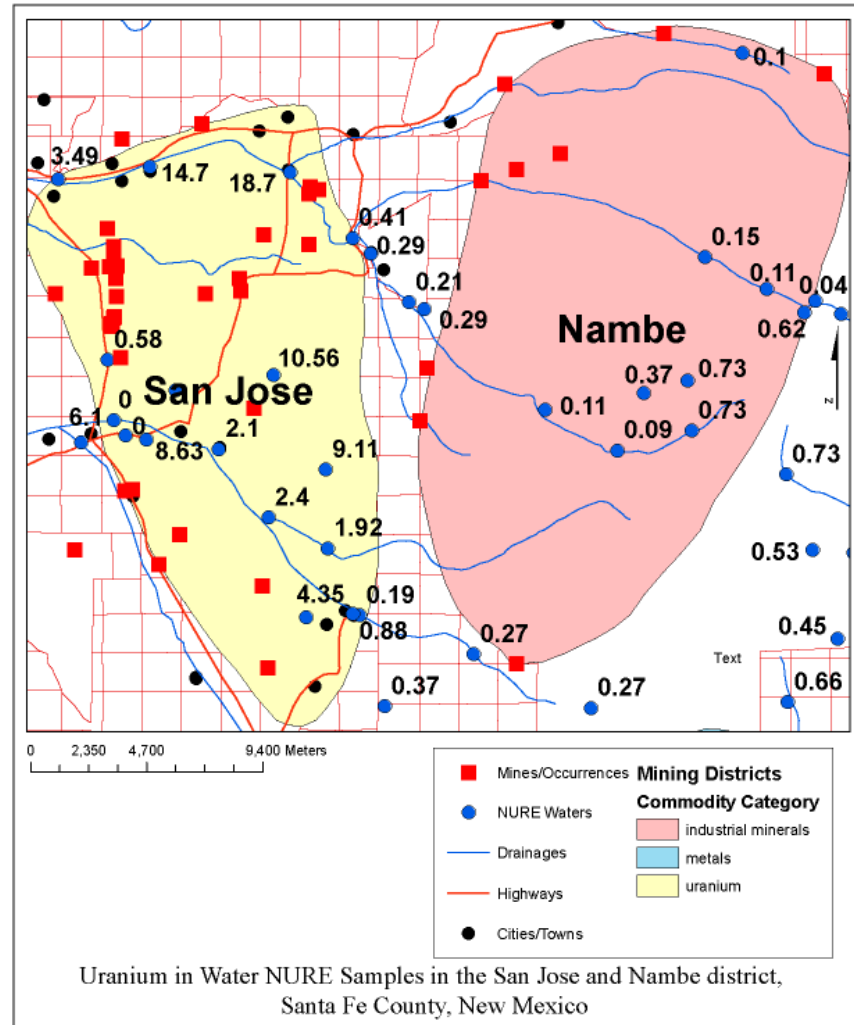 0.1
3.49
14.7
18.7
0.41
0.29
0.15
0.21
0.11
0.04
0.29
0.62
Nambe
0.58
10.56
0.73
San Jose
0.37
0
0.11
0.73
6.1
0
2.1
8.63
0.09
9.11
0.73
2.4
1.92
0.53
4.35
0.19
0.88
0.27
0.45
Text
0.37
0.27
0.66
N
0 2,350 4,700 9,400 Meters
Mines/Occurrences
NURE Waters
Drainages
Highways
Cities/Towns
Mining Districts
Commodity Category
industrial minerals
metals
uranium
Uranium in Water NURE Samples in the San Jose and Nambe district,
Santa Fe County, New Mexico